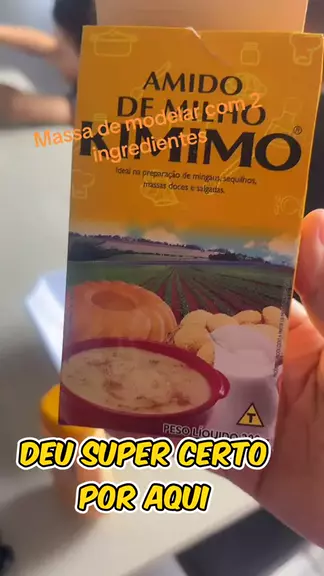 AMIDO
DE MILHO
Massa de modelar com 2
ingredientes
KIMIMO®
Ideal na preparação de mingaus, sequilhos,
massas doces e salgadas.
T
PESO LÍQUIDO
DEU SUPER CERTO
POR AQUI